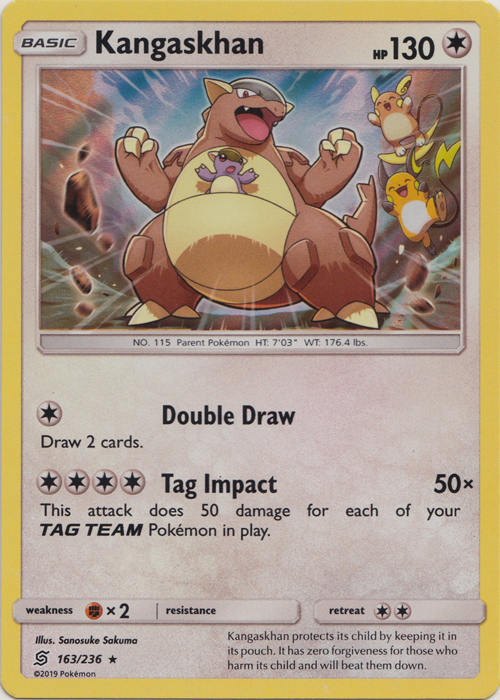 BASIC Kangaskhan HP 130
NO. 115 Parent Pokémon HT: 7'03" WT: 176.4 lbs.
Double Draw
Draw 2 cards.
Tag Impact 50×
This attack does 50 damage for each of your
TAG TEAM Pokémon in play.
weakness × 2 resistance retreat
Illus. Sanosuke Sakuma
163/236 ★
©2019 Pokémon
Kangaskhan protects its child by keeping it in
its pouch. It has zero forgiveness for those who
harm its child and will beat them down.